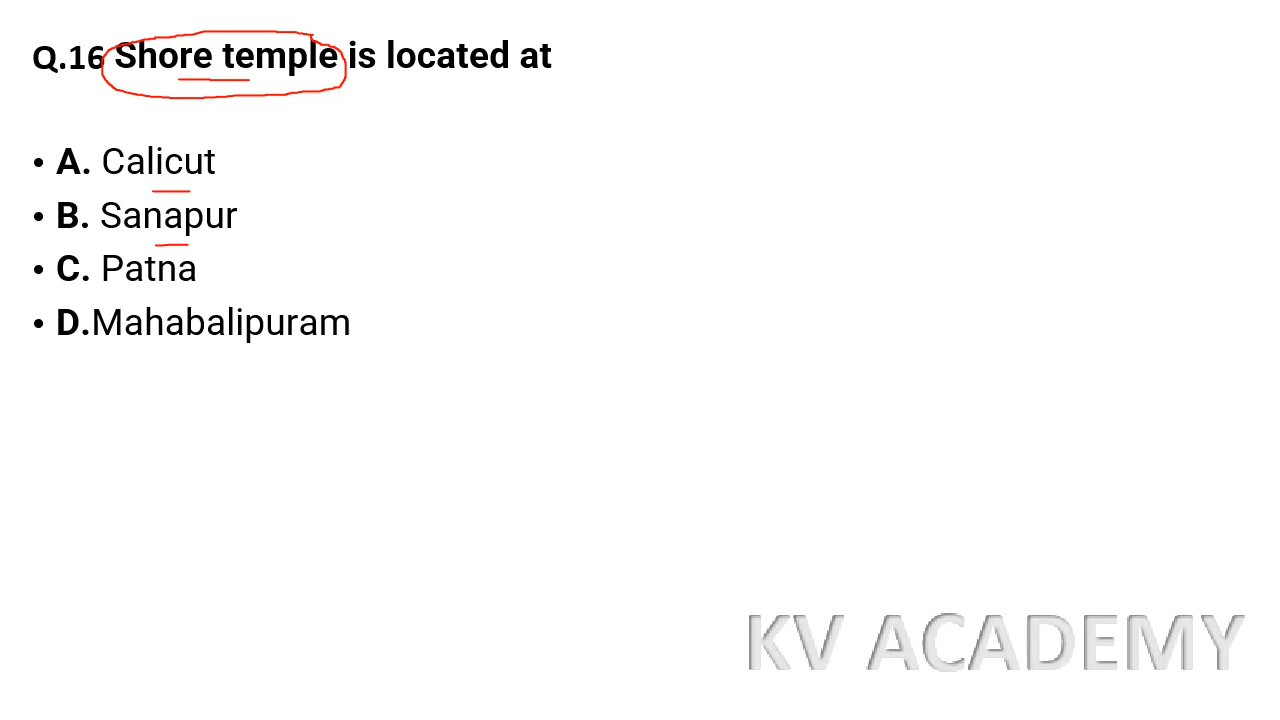 Q.16 Shore temple is located at
• A. Calicut
• B. Sanapur
• C. Patna
• D.Mahabalipuram
KV ACADEMY